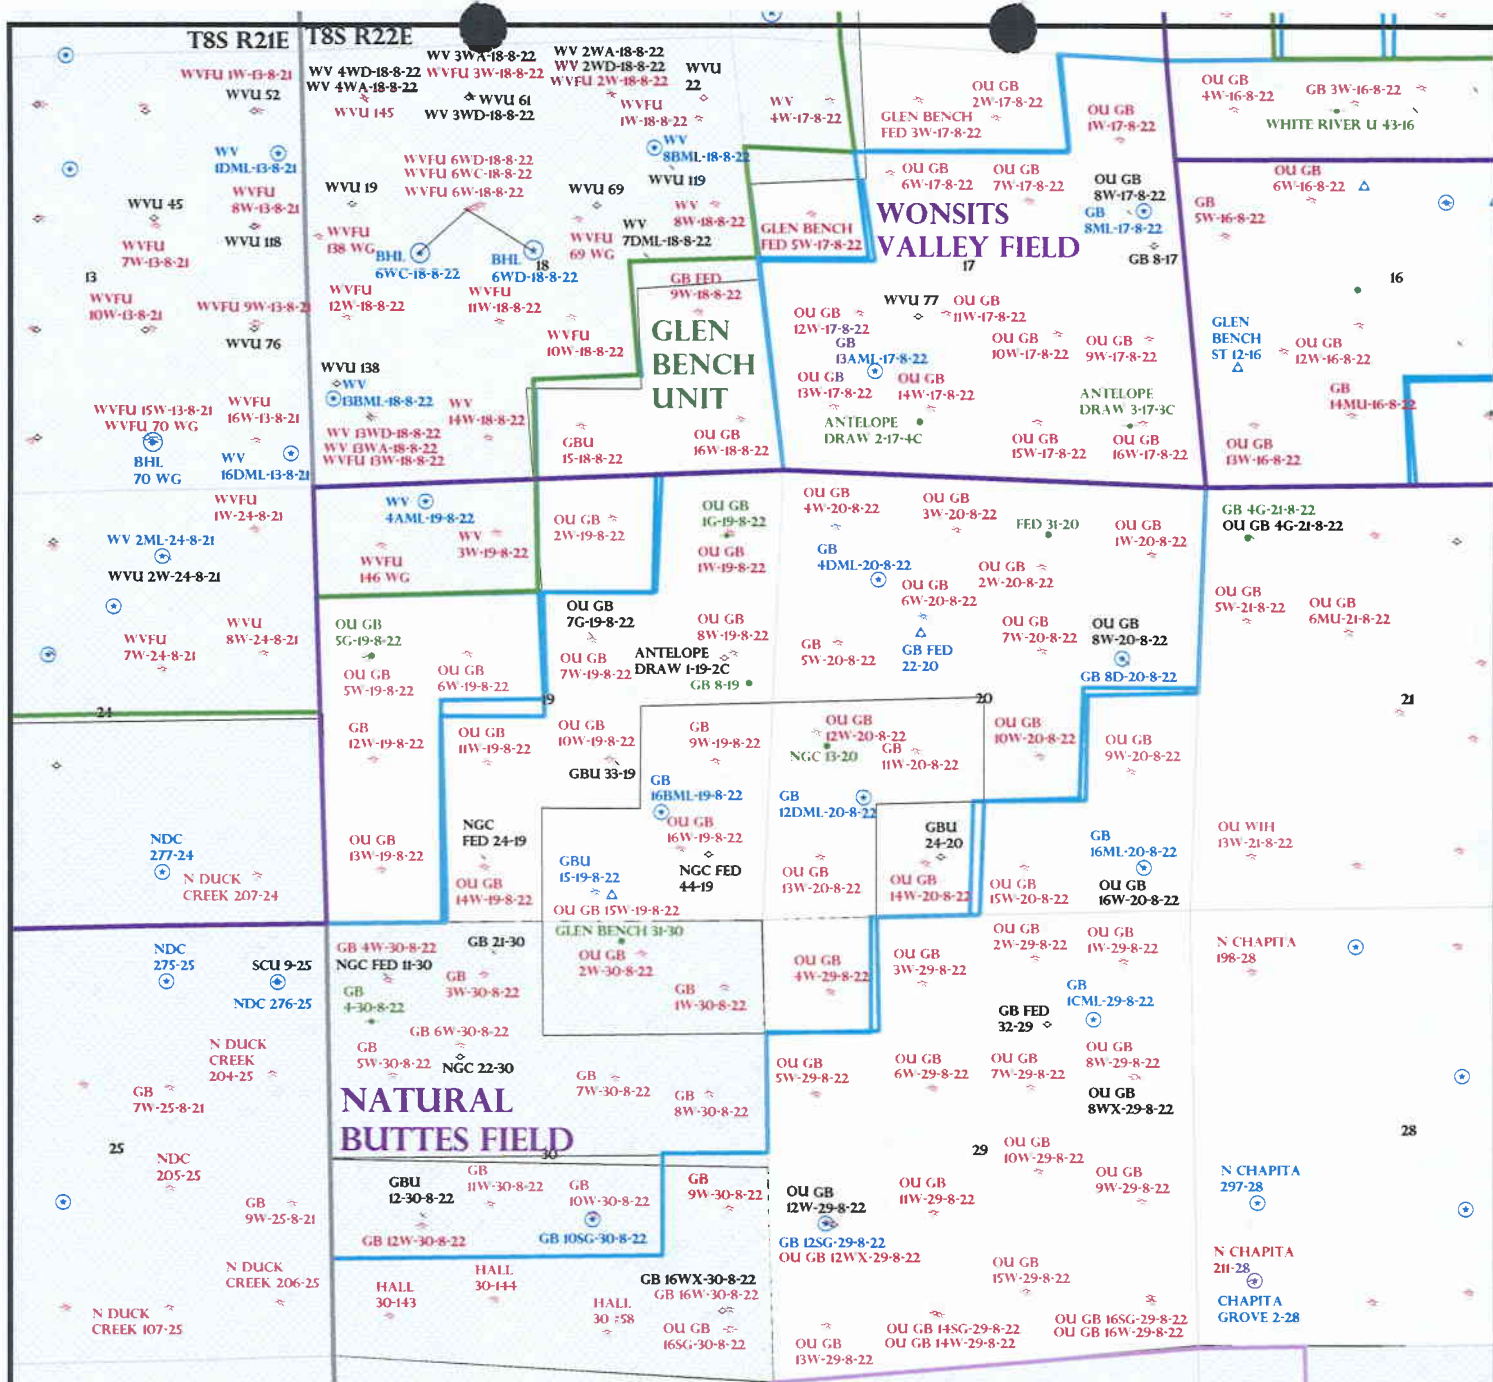 T8S R21E
T8S R22E
WVFU 1W-13-8-21
WVU 52
WV
1DML-13-8-21
WVFU
8W-13-8-21
WVU 45
WVU 118
WVFU
7W-13-8-21
13
WVFU
10W-13-8-21
WVFU 9W-13-8-21
WVU 76
WVFU 15W-13-8-21
WVFU 70 WG
WVFU
16W-13-8-21
BHL
70 WG
WV
16DML-13-8-21
WV 4WD-18-8-22
WV 4WA-18-8-22
WVU 145
WV 3WA-18-8-22
WVFU 3W-18-8-22
WVU 61
WV 3WD-18-8-22
WV 2WA-18-8-22
WV 2WD-18-8-22
WVFU 2W-18-8-22
WVU
22
WVFU
1W-18-8-22
WV
8BML-18-8-22
WVU 119
WVFU 6WD-18-8-22
WVFU 6WC-18-8-22
WVFU 6W-18-8-22
WVU 19
WVU 69
WV
8W-18-8-22
WV
7DML-18-8-22
WVFU
138 WG
WVFU
69 WG
BHL
6WC-18-8-22
BHL
6WD-18-8-22
18
WVFU
12W-18-8-22
WVFU
11W-18-8-22
GB FED
9W-18-8-22
WVFU
10W-18-8-22
GLEN
BENCH
UNIT
WVU 138
WV
13BML-18-8-22
WV
14W-18-8-22
WV 13WD-18-8-22
WV 13WA-18-8-22
WVFU 13W-18-8-22
GBU
15-18-8-22
OU GB
16W-18-8-22
WV
4W-17-8-22
OU GB
2W-17-8-22
GLEN BENCH
FED 3W-17-8-22
OU GB
1W-17-8-22
OU GB
6W-17-8-22
OU GB
7W-17-8-22
OU GB
8W-17-8-22
GB
8ML-17-8-22
GB 8-17
GLEN BENCH
FED 5W-17-8-22
WONSITS
VALLEY FIELD
17
OU GB
12W-17-8-22
WVU 77
OU GB
11W-17-8-22
OU GB
10W-17-8-22
OU GB
9W-17-8-22
GB
13AML-17-8-22
OU GB
13W-17-8-22
OU GB
14W-17-8-22
ANTELOPE
DRAW 3-17-3C
ANTELOPE
DRAW 2-17-4C
OU GB
15W-17-8-22
OU GB
16W-17-8-22
OU GB
4W-16-8-22
GB 3W-16-8-22
WHITE RIVER U 43-16
OU GB
6W-16-8-22
GB
5W-16-8-22
16
GLEN
BENCH
ST 12-16
OU GB
12W-16-8-22
GB
14MU-16-8-22
OU GB
13W-16-8-22
WVFU
1W-24-8-21
WV 2ML-24-8-21
WVU 2W-24-8-21
WVFU
7W-24-8-21
WVU
8W-24-8-21
24
NDC
277-24
N DUCK
CREEK 207-24
WV
4AML-19-8-22
WV
3W-19-8-22
WVFU
146 WG
OU GB
2W-19-8-22
OU GB
1G-19-8-22
OU GB
1W-19-8-22
OU GB
5G-19-8-22
OU GB
7G-19-8-22
OU GB
8W-19-8-22
OU GB
5W-19-8-22
OU GB
6W-19-8-22
OU GB
7W-19-8-22
ANTELOPE
DRAW 1-19-2C
GB 8-19
19
GB
12W-19-8-22
OU GB
11W-19-8-22
OU GB
10W-19-8-22
GB
9W-19-8-22
GBU 33-19
GB
16BML-19-8-22
OU GB
13W-19-8-22
NGC
FED 24-19
OU GB
16W-19-8-22
GBU
15-19-8-22
NGC FED
44-19
OU GB
14W-19-8-22
OU GB 15W-19-8-22
OU GB
4W-20-8-22
OU GB
3W-20-8-22
FED 31-20
OU GB
1W-20-8-22
GB
4DML-20-8-22
OU GB
2W-20-8-22
OU GB
6W-20-8-22
OU GB
7W-20-8-22
OU GB
8W-20-8-22
GB
5W-20-8-22
GB FED
22-20
GB 8D-20-8-22
20
OU GB
12W-20-8-22
NGC 13-20
GB
11W-20-8-22
OU GB
10W-20-8-22
OU GB
9W-20-8-22
GB
12DML-20-8-22
GBU
24-20
GB
16ML-20-8-22
OU GB
13W-20-8-22
OU GB
14W-20-8-22
OU GB
15W-20-8-22
OU GB
16W-20-8-22
GB 4G-21-8-22
OU GB 4G-21-8-22
OU GB
5W-21-8-22
OU GB
6MU-21-8-22
21
OU WIH
13W-21-8-22
NDC
275-25
SCU 9-25
NDC 276-25
N DUCK
CREEK
204-25
GB
7W-25-8-21
25
NDC
205-25
GB
9W-25-8-21
N DUCK
CREEK 206-25
N DUCK
CREEK 107-25
GB 4W-30-8-22
NGC FED 11-30
GB 21-30
GLEN BENCH 31-30
OU GB
2W-30-8-22
GB
3W-30-8-22
GB
4-30-8-22
GB
1W-30-8-22
GB 6W-30-8-22
GB
5W-30-8-22
NGC 22-30
GB
7W-30-8-22
GB
8W-30-8-22
NATURAL
BUTTES FIELD
30
GBU
12-30-8-22
GB
11W-30-8-22
GB
10W-30-8-22
GB
9W-30-8-22
GB 12W-30-8-22
GB 10SG-30-8-22
HALL
30-143
HALL
30-144
HALL
GB 16WX-30-8-22
GB 16W-30-8-22
OU GB
16SG-30-8-22
OU GB
4W-29-8-22
OU GB
3W-29-8-22
OU GB
2W-29-8-22
OU GB
1W-29-8-22
GB
1CML-29-8-22
GB FED
32-29
OU GB
5W-29-8-22
OU GB
6W-29-8-22
OU GB
7W-29-8-22
OU GB
8W-29-8-22
OU GB
8WX-29-8-22
29
OU GB
10W-29-8-22
OU GB
12W-29-8-22
OU GB
11W-29-8-22
OU GB
9W-29-8-22
GB 12SG-29-8-22
OU GB 12WX-29-8-22
OU GB
15W-29-8-22
OU GB
13W-29-8-22
OU GB 14SG-29-8-22
OU GB 14W-29-8-22
OU GB 16SG-29-8-22
OU GB 16W-29-8-22
N CHAPITA
198-28
28
N CHAPITA
297-28
N CHAPITA
211-28
CHAPITA
GROVE 2-28